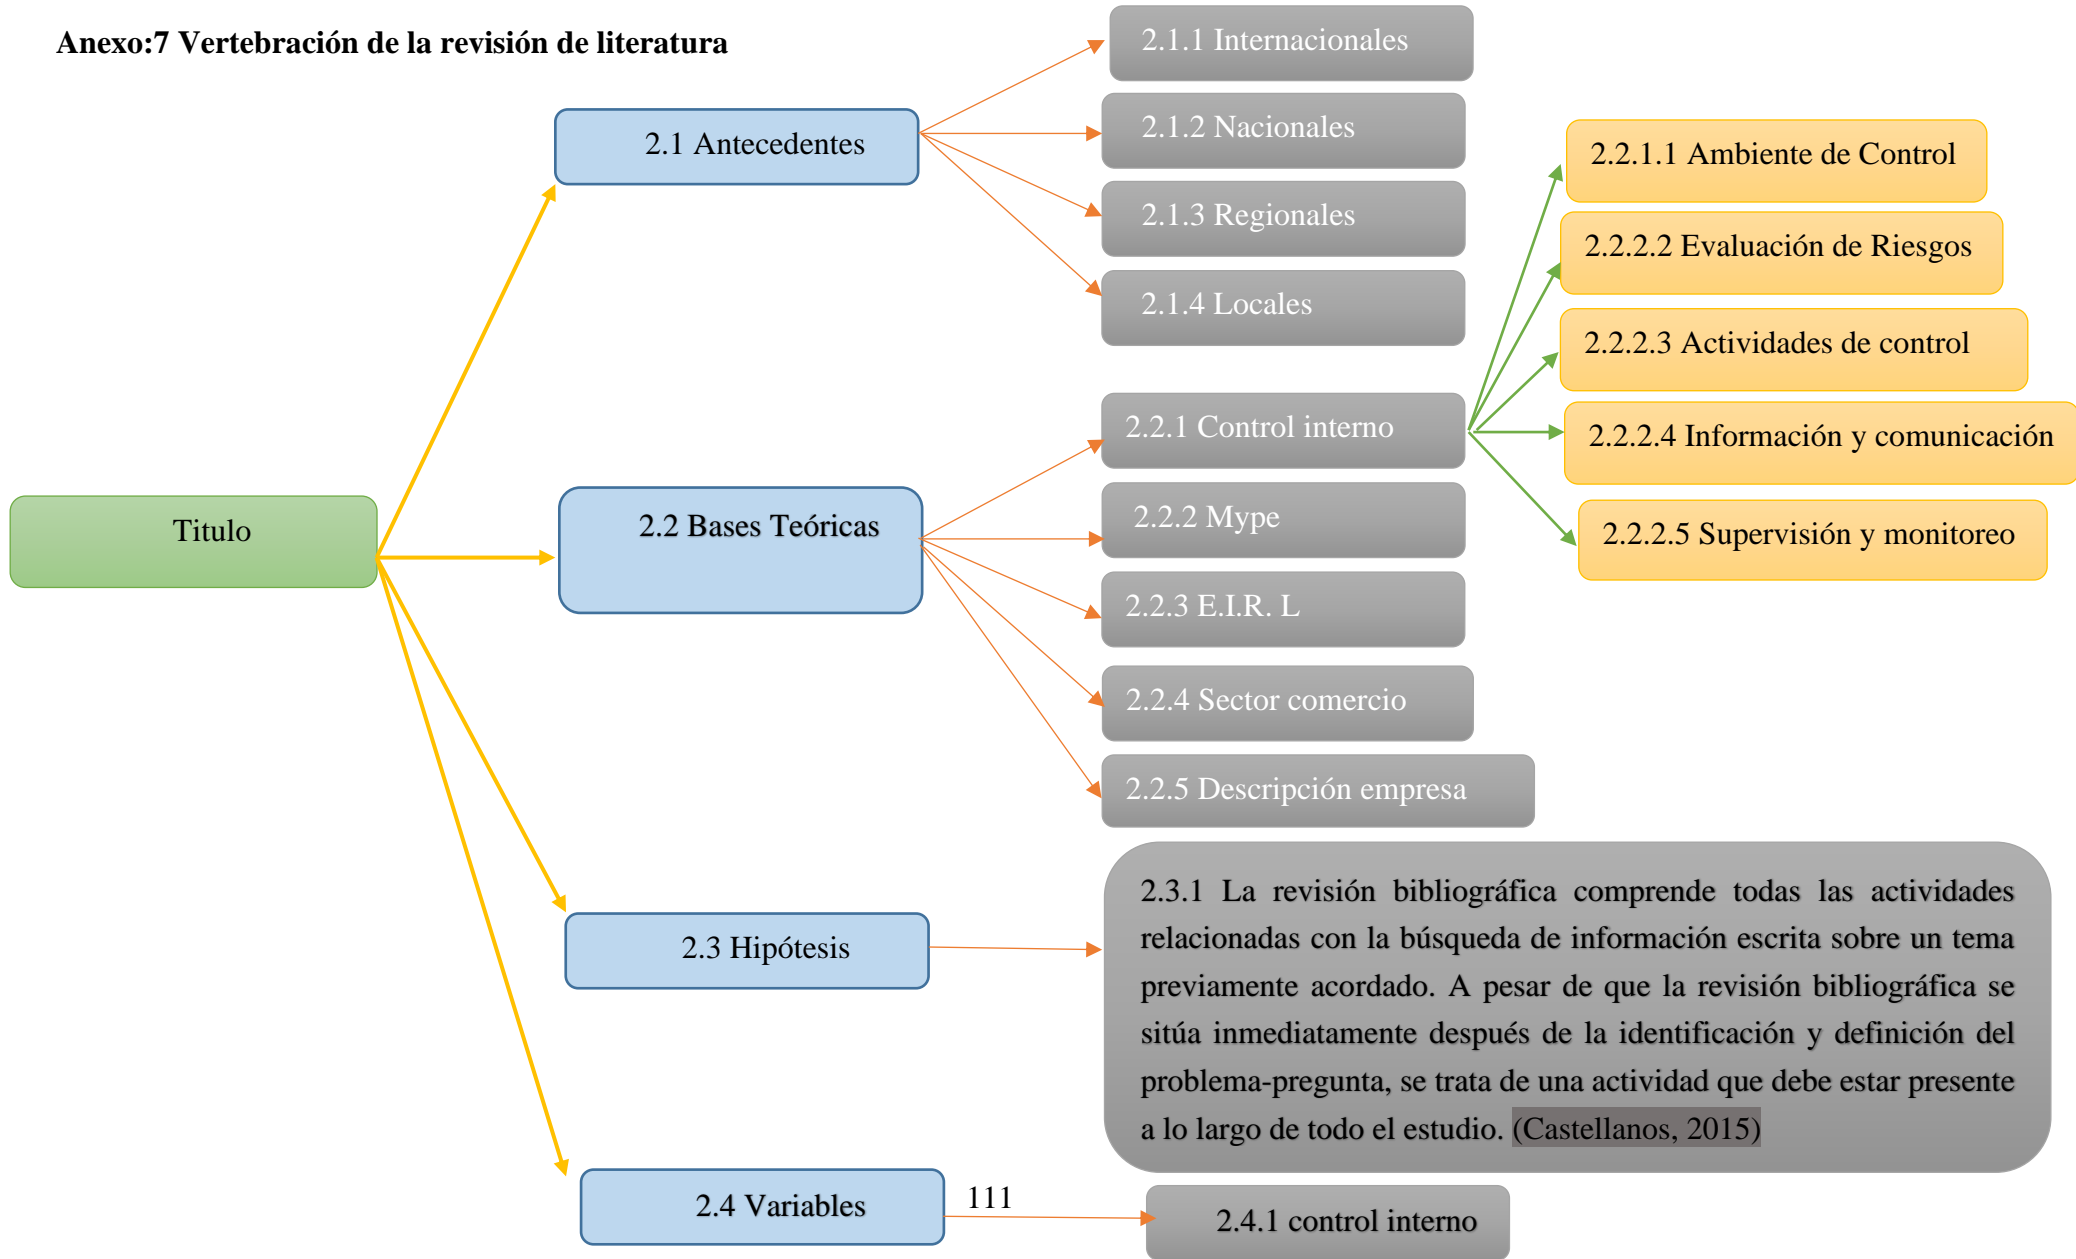 Anexo:7 Vertebración de la revisión de literatura
Titulo
2.1 Antecedentes
2.1.1 Internacionales
2.1.2 Nacionales
2.1.3 Regionales
2.1.4 Locales
2.2 Bases Teóricas
2.2.1 Control interno
2.2.1.1 Ambiente de Control
2.2.2.2 Evaluación de Riesgos
2.2.2.3 Actividades de control
2.2.2.4 Información y comunicación
2.2.2.5 Supervisión y monitoreo
2.2.2 Mype
2.2.3 E.I.R. L
2.2.4 Sector comercio
2.2.5 Descripción empresa
2.3 Hipótesis
2.3.1 La revisión bibliográfica comprende todas las actividades
relacionadas con la búsqueda de información escrita sobre un tema
previamente acordado. A pesar de que la revisión bibliográfica se
sitúa inmediatamente después de la identificación y definición del
problema-pregunta, se trata de una actividad que debe estar presente
a lo largo de todo el estudio. (Castellanos, 2015)
2.4 Variables
111
2.4.1 control interno